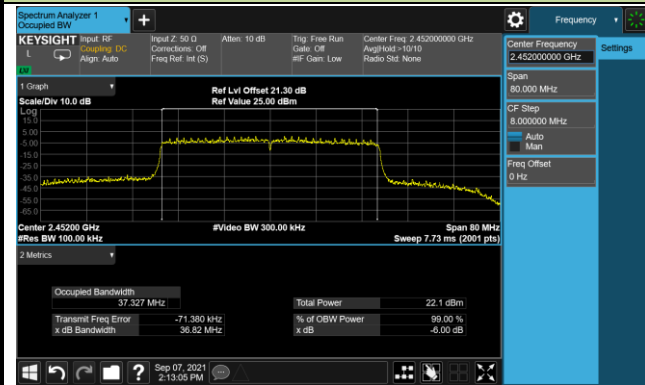 Spectrum Analyzer 1
Occupied BW
+
Frequency
KEYSIGHT
L
Input: RF
Coupling: DC
Align: Auto
Input Z: 50 Ω
Corrections: Off
Freq Ref: Int (S)
Atten: 10 dB
Trig: Free Run
Gate: Off
#IF Gain: Low
Center Freq: 2.452000000 GHz
Avg|Hold:>10/10
Radio Std: None
Center Frequency
2.452000000 GHz
Settings
Span
80.000 MHz
CF Step
8.000000 MHz
Auto
Man
Freq Offset
0 Hz
1 Graph
Scale/Div 10.0 dB
Ref Lvl Offset 21.30 dB
Ref Value 25.00 dBm
Log
15.0
5.00
-5.00
-15.0
-25.0
-35.0
-45.0
-55.0
-65.0
Center 2.45200 GHz
#Video BW 300.00 kHz
Span 80 MHz
#Res BW 100.00 kHz
Sweep 7.73 ms (2001 pts)
2 Metrics
Occupied Bandwidth
37.327 MHz
Total Power 22.1 dBm
Transmit Freq Error -71.380 kHz
% of OBW Power 99.00 %
x dB Bandwidth 36.82 MHz
x dB -6.00 dB
?
Sep 07, 2021
2:13:05 PM